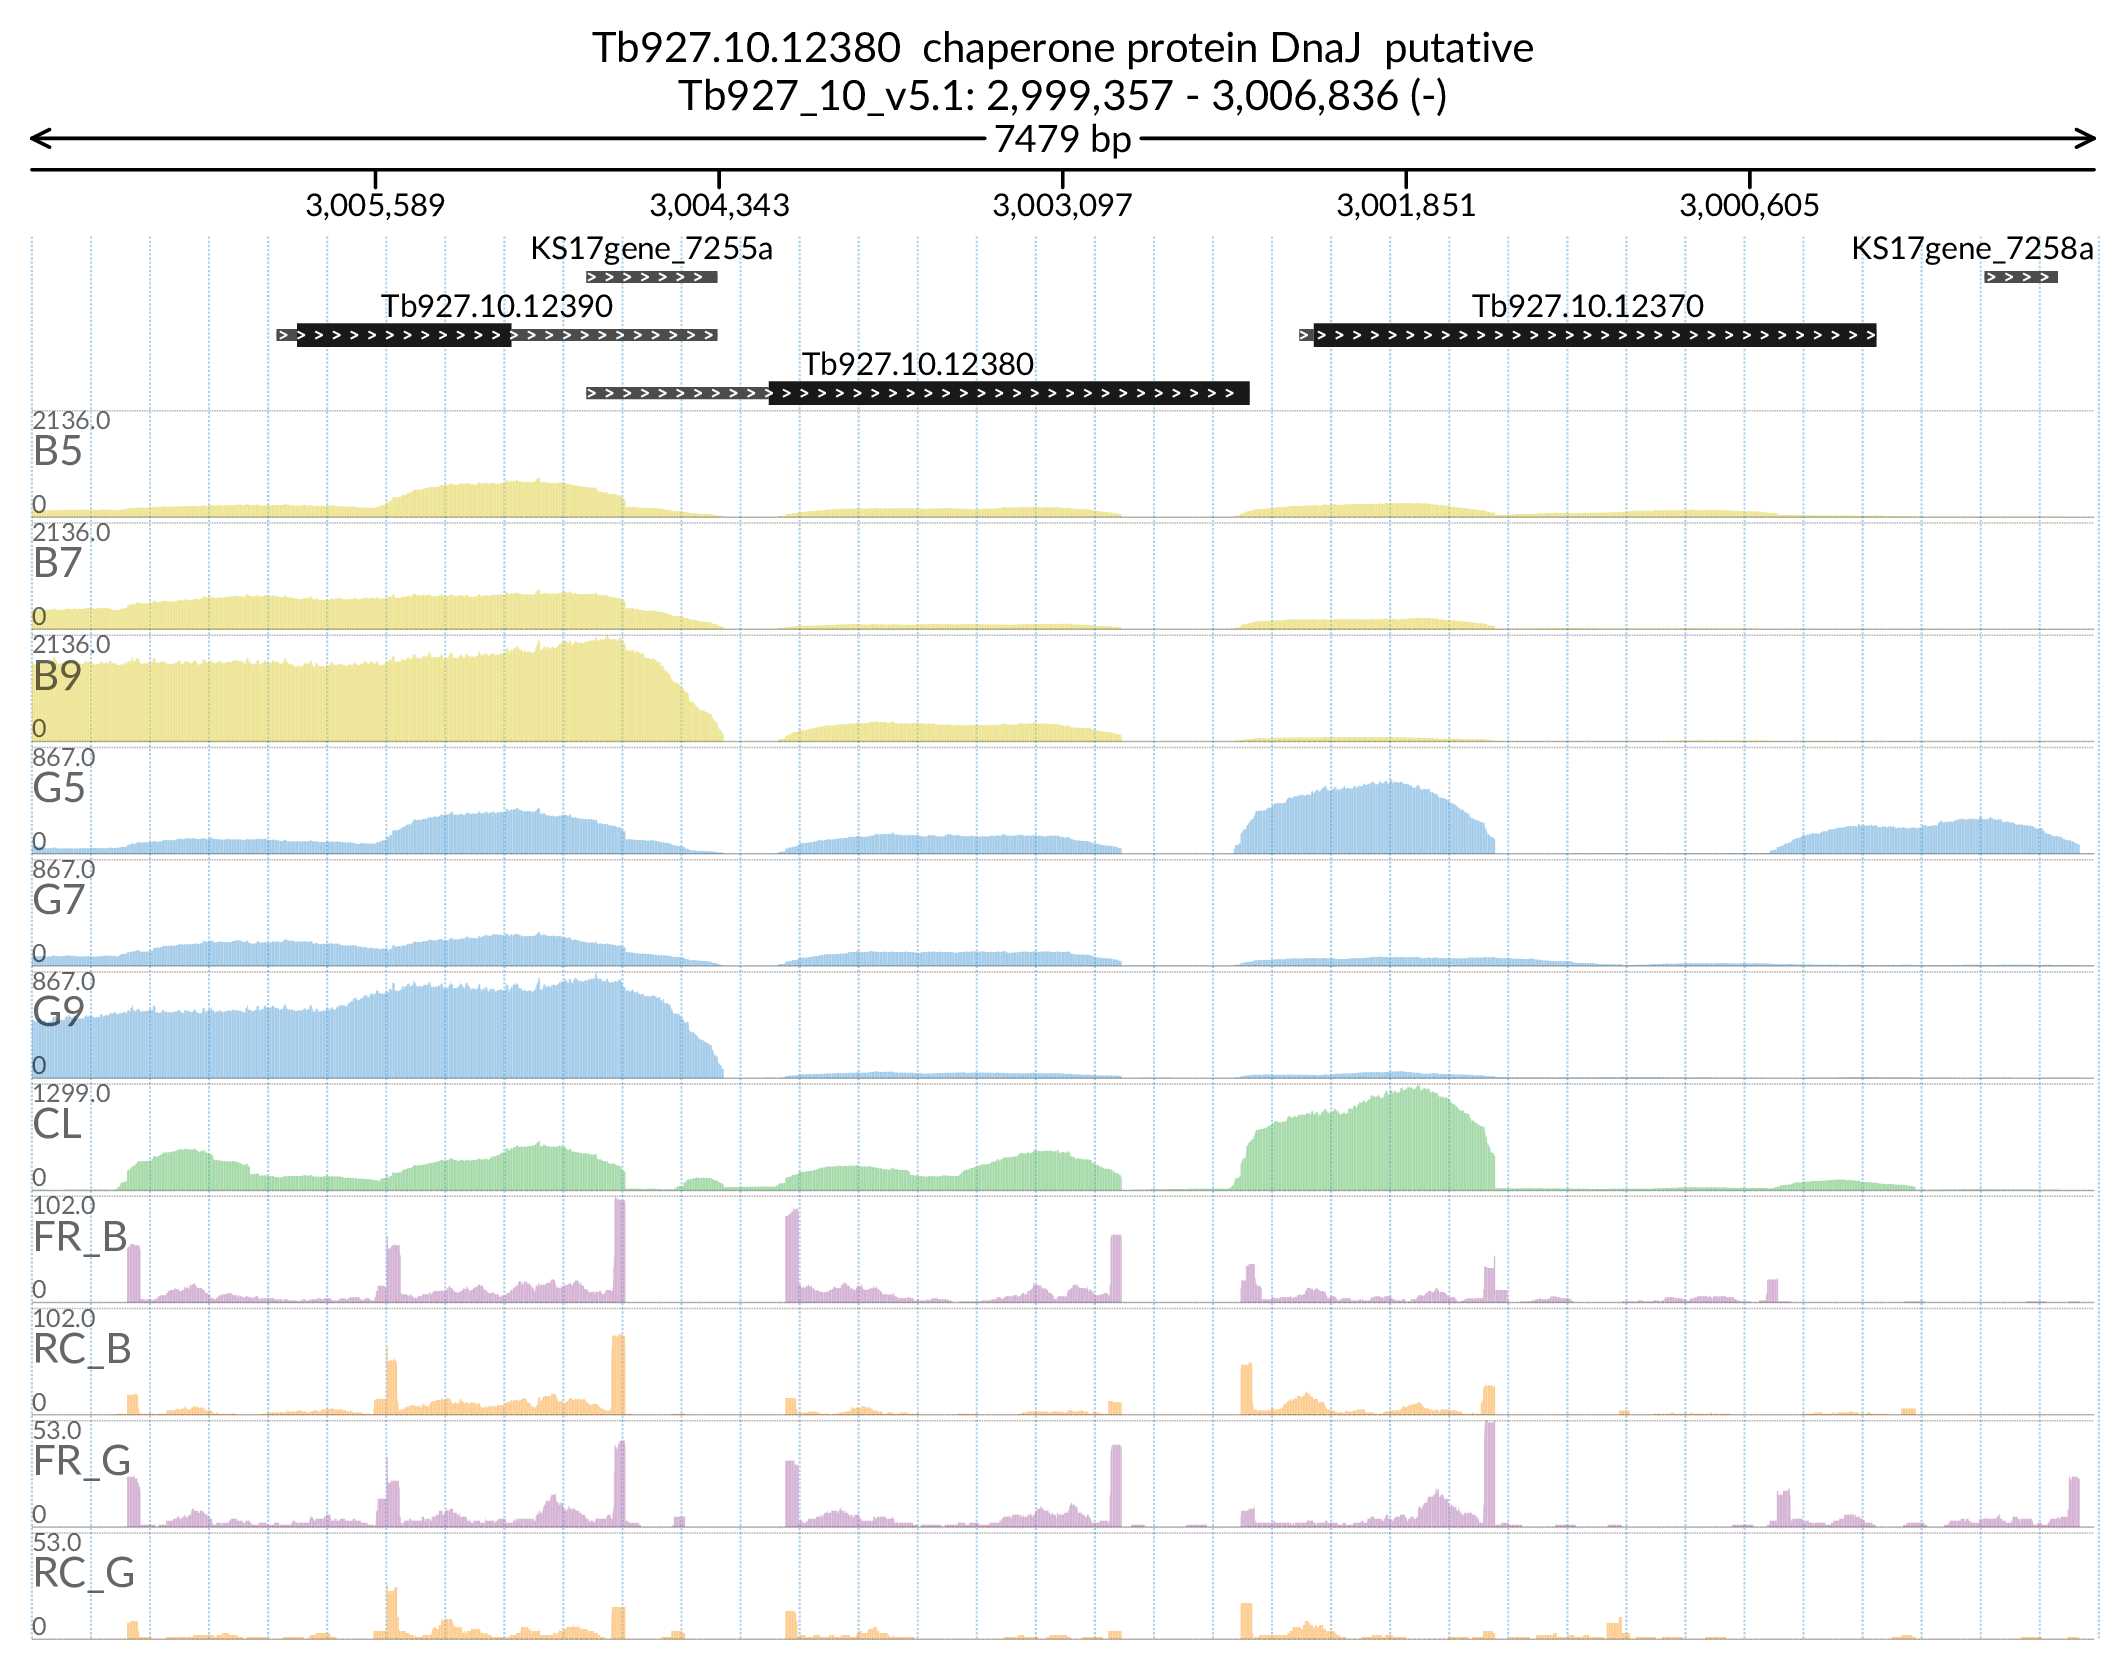 Tb927.10.12380  chaperone protein DnaJ  putative
Tb927_10_v5.1: 2,999,357 - 3,006,836 (-)
7479 bp
3,005,589 3,004,343 3,003,097 3,001,851 3,000,605
KS17gene_7255a KS17gene_7258a
Tb927.10.12390 Tb927.10.12370
Tb927.10.12380
2136.0
B5
0
2136.0
B7
0
2136.0
B9
0
867.0
G5
0
867.0
G7
0
867.0
G9
0
1299.0
CL
0
102.0
FR_B
0
102.0
RC_B
0
53.0
FR_G
0
53.0
RC_G
0